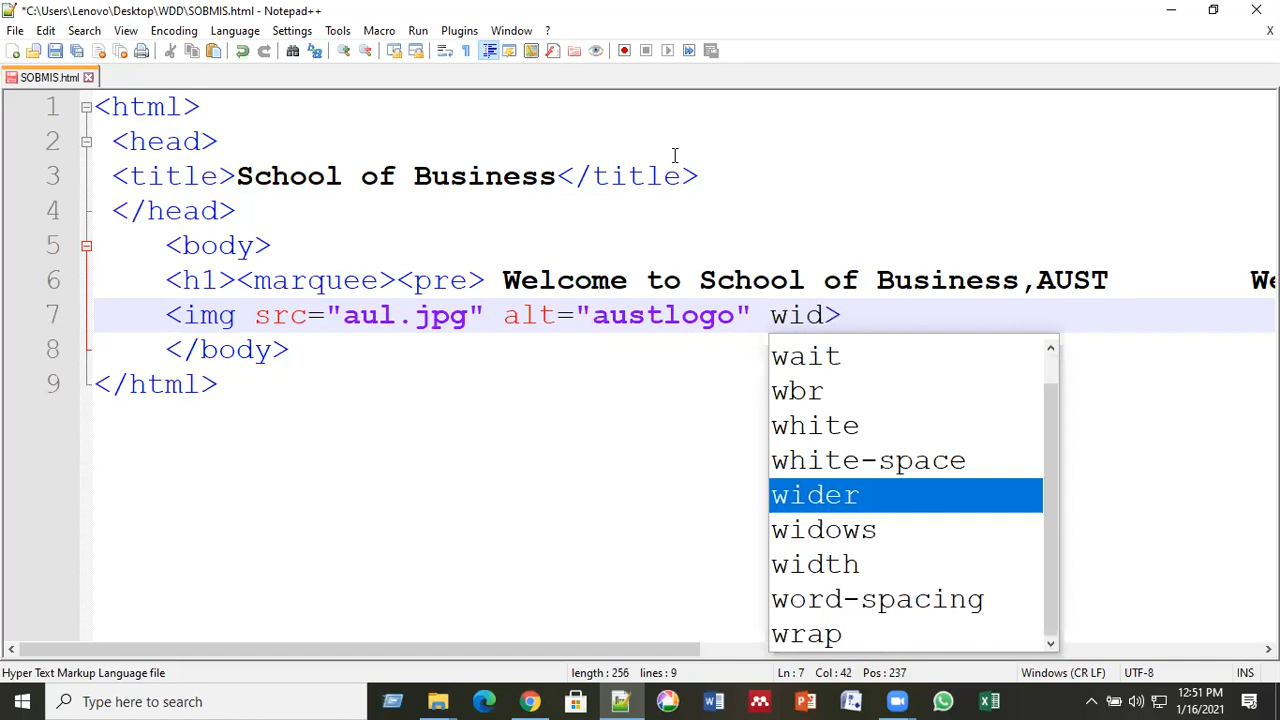 *C:\Users\Lenovo\Desktop\WDD\SOBMIS.html - Notepad++
File Edit Search View Encoding Language Settings Tools Macro Run Plugins Window ? X
SOBMIS.html
1 <html>
2 <head>
3 <title>School of Business</title>
4 </head>
5 <body>
6 <h1><marquee><pre> Welcome to School of Business,AUST We
7 <img src="aul.jpg" alt="austlogo" wid>
8 </body>
9 </html>
wait
wbr
white
white-space
wider
widows
width
word-spacing
wrap
Hyper Text Markup Language file length : 256 lines : 9 Ln : 7 Col : 42 Pos : 237 Windows (CR LF) UTF-8 INS
Type here to search
12:51 PM
1/16/2021